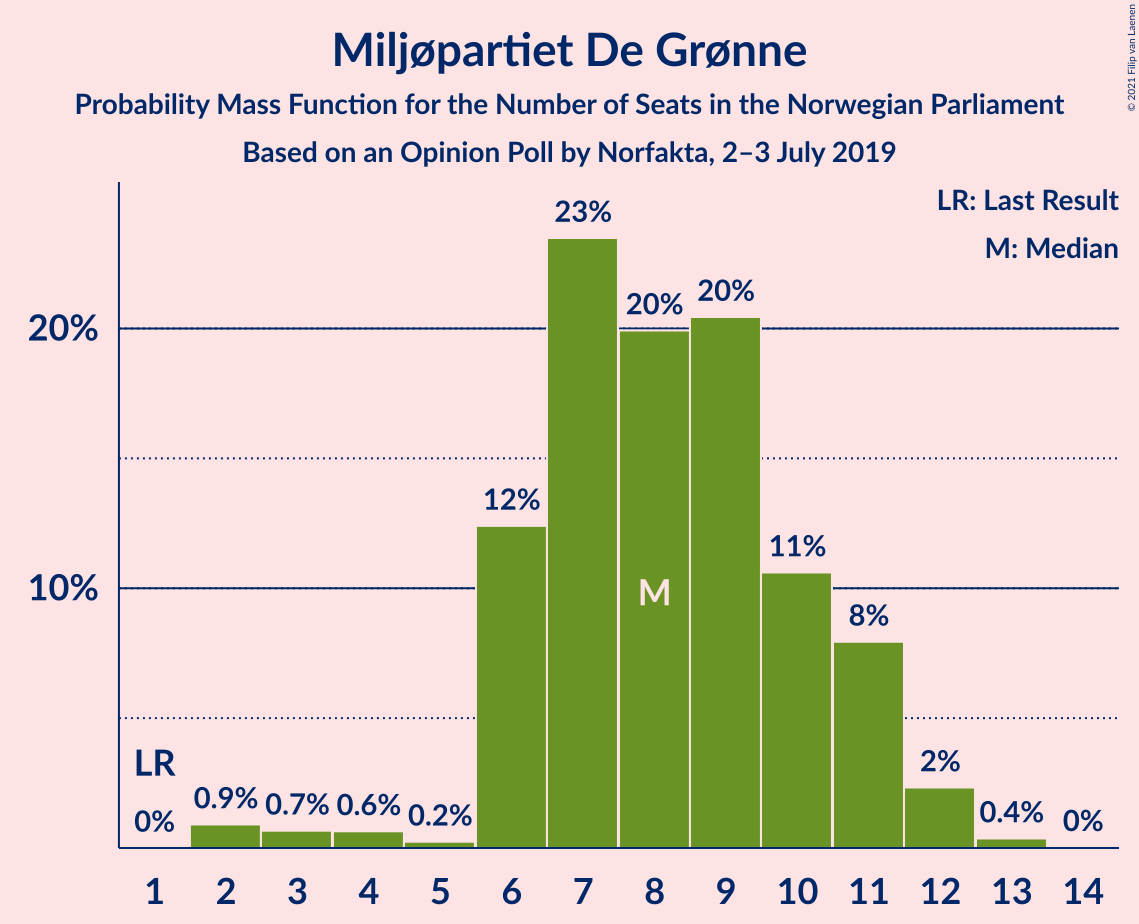 Miljøpartiet De Grønne
Probability Mass Function for the Number of Seats in the Norwegian Parliament
Based on an Opinion Poll by Norfakta, 2–3 July 2019
© 2021 Filip van Laenen
LR: Last Result
M: Median
20%
10%
LR
0%
0.9%
0.7%
0.6%
0.2%
12%
23%
20%
20%
11%
8%
2%
0.4%
0%
M
1 2 3 4 5 6 7 8 9 10 11 12 13 14